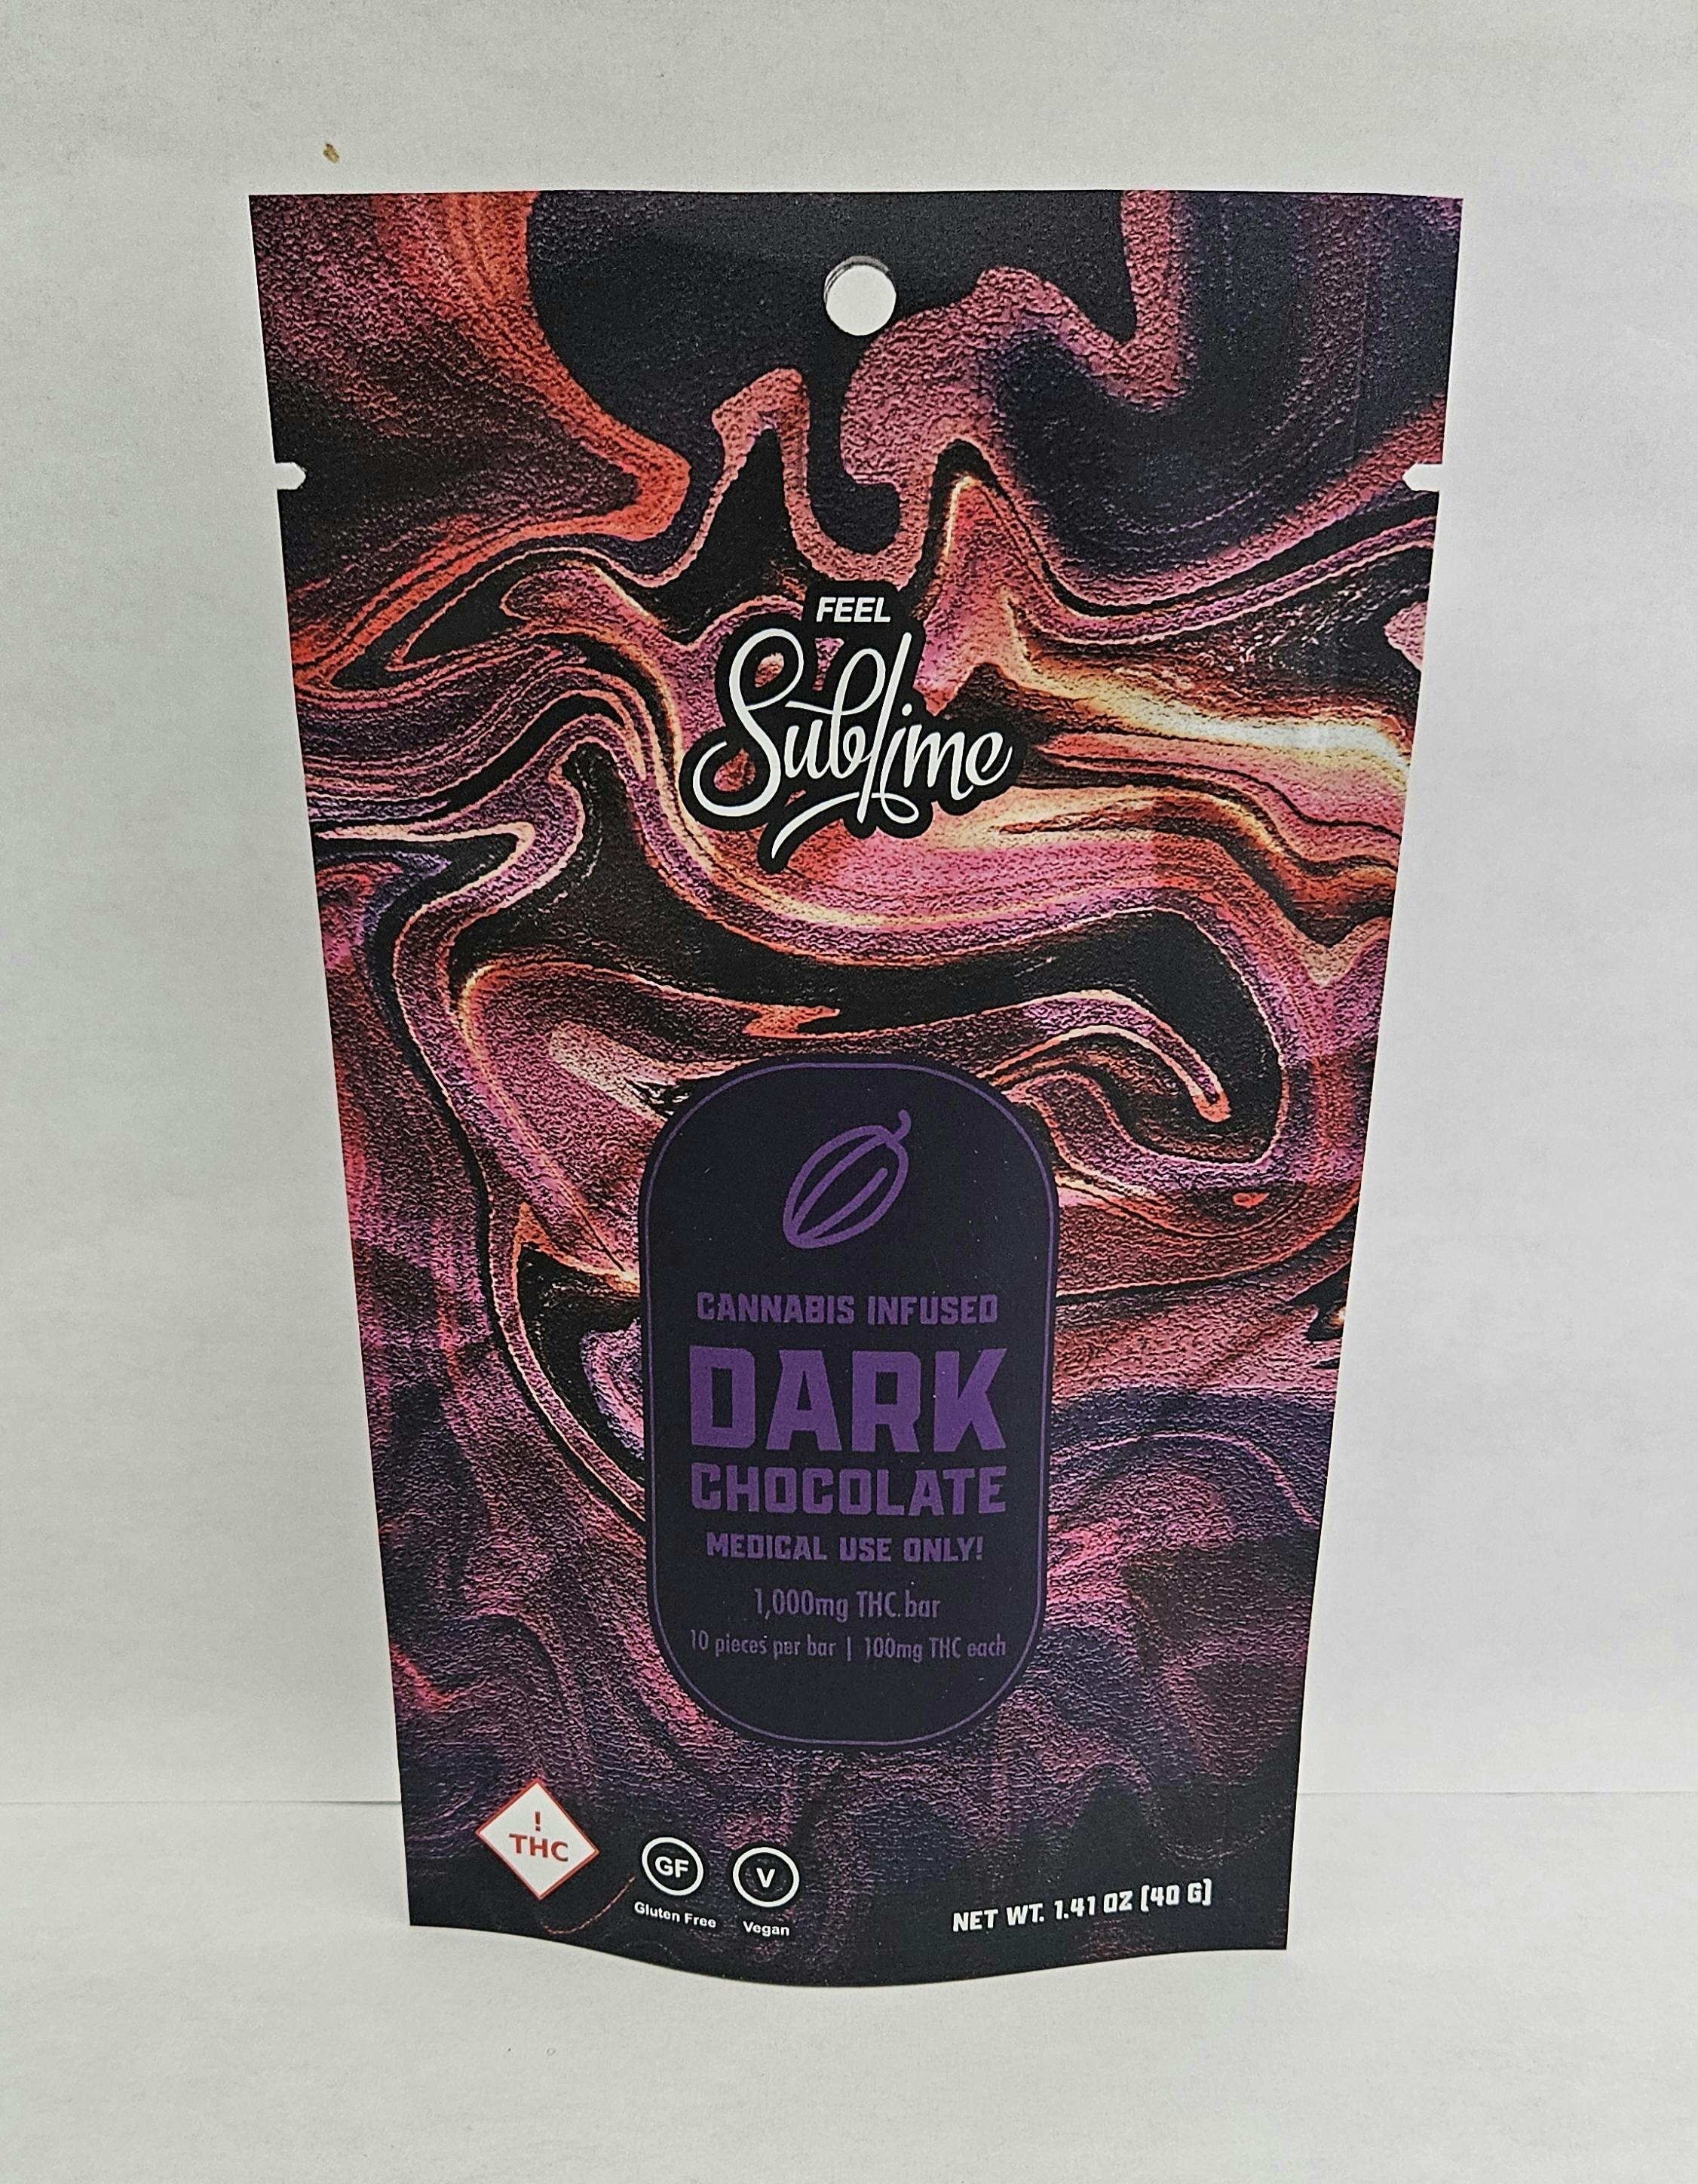 FEEL
Sublime
CANNABIS INFUSED
DARK
CHOCOLATE
MEDICAL USE ONLY!
1,000mg THC bar
10 pieces per bar | 100mg THC each
!
THC
GF
Gluten Free
V
Vegan
NET WT. 1.41 OZ (40 G)